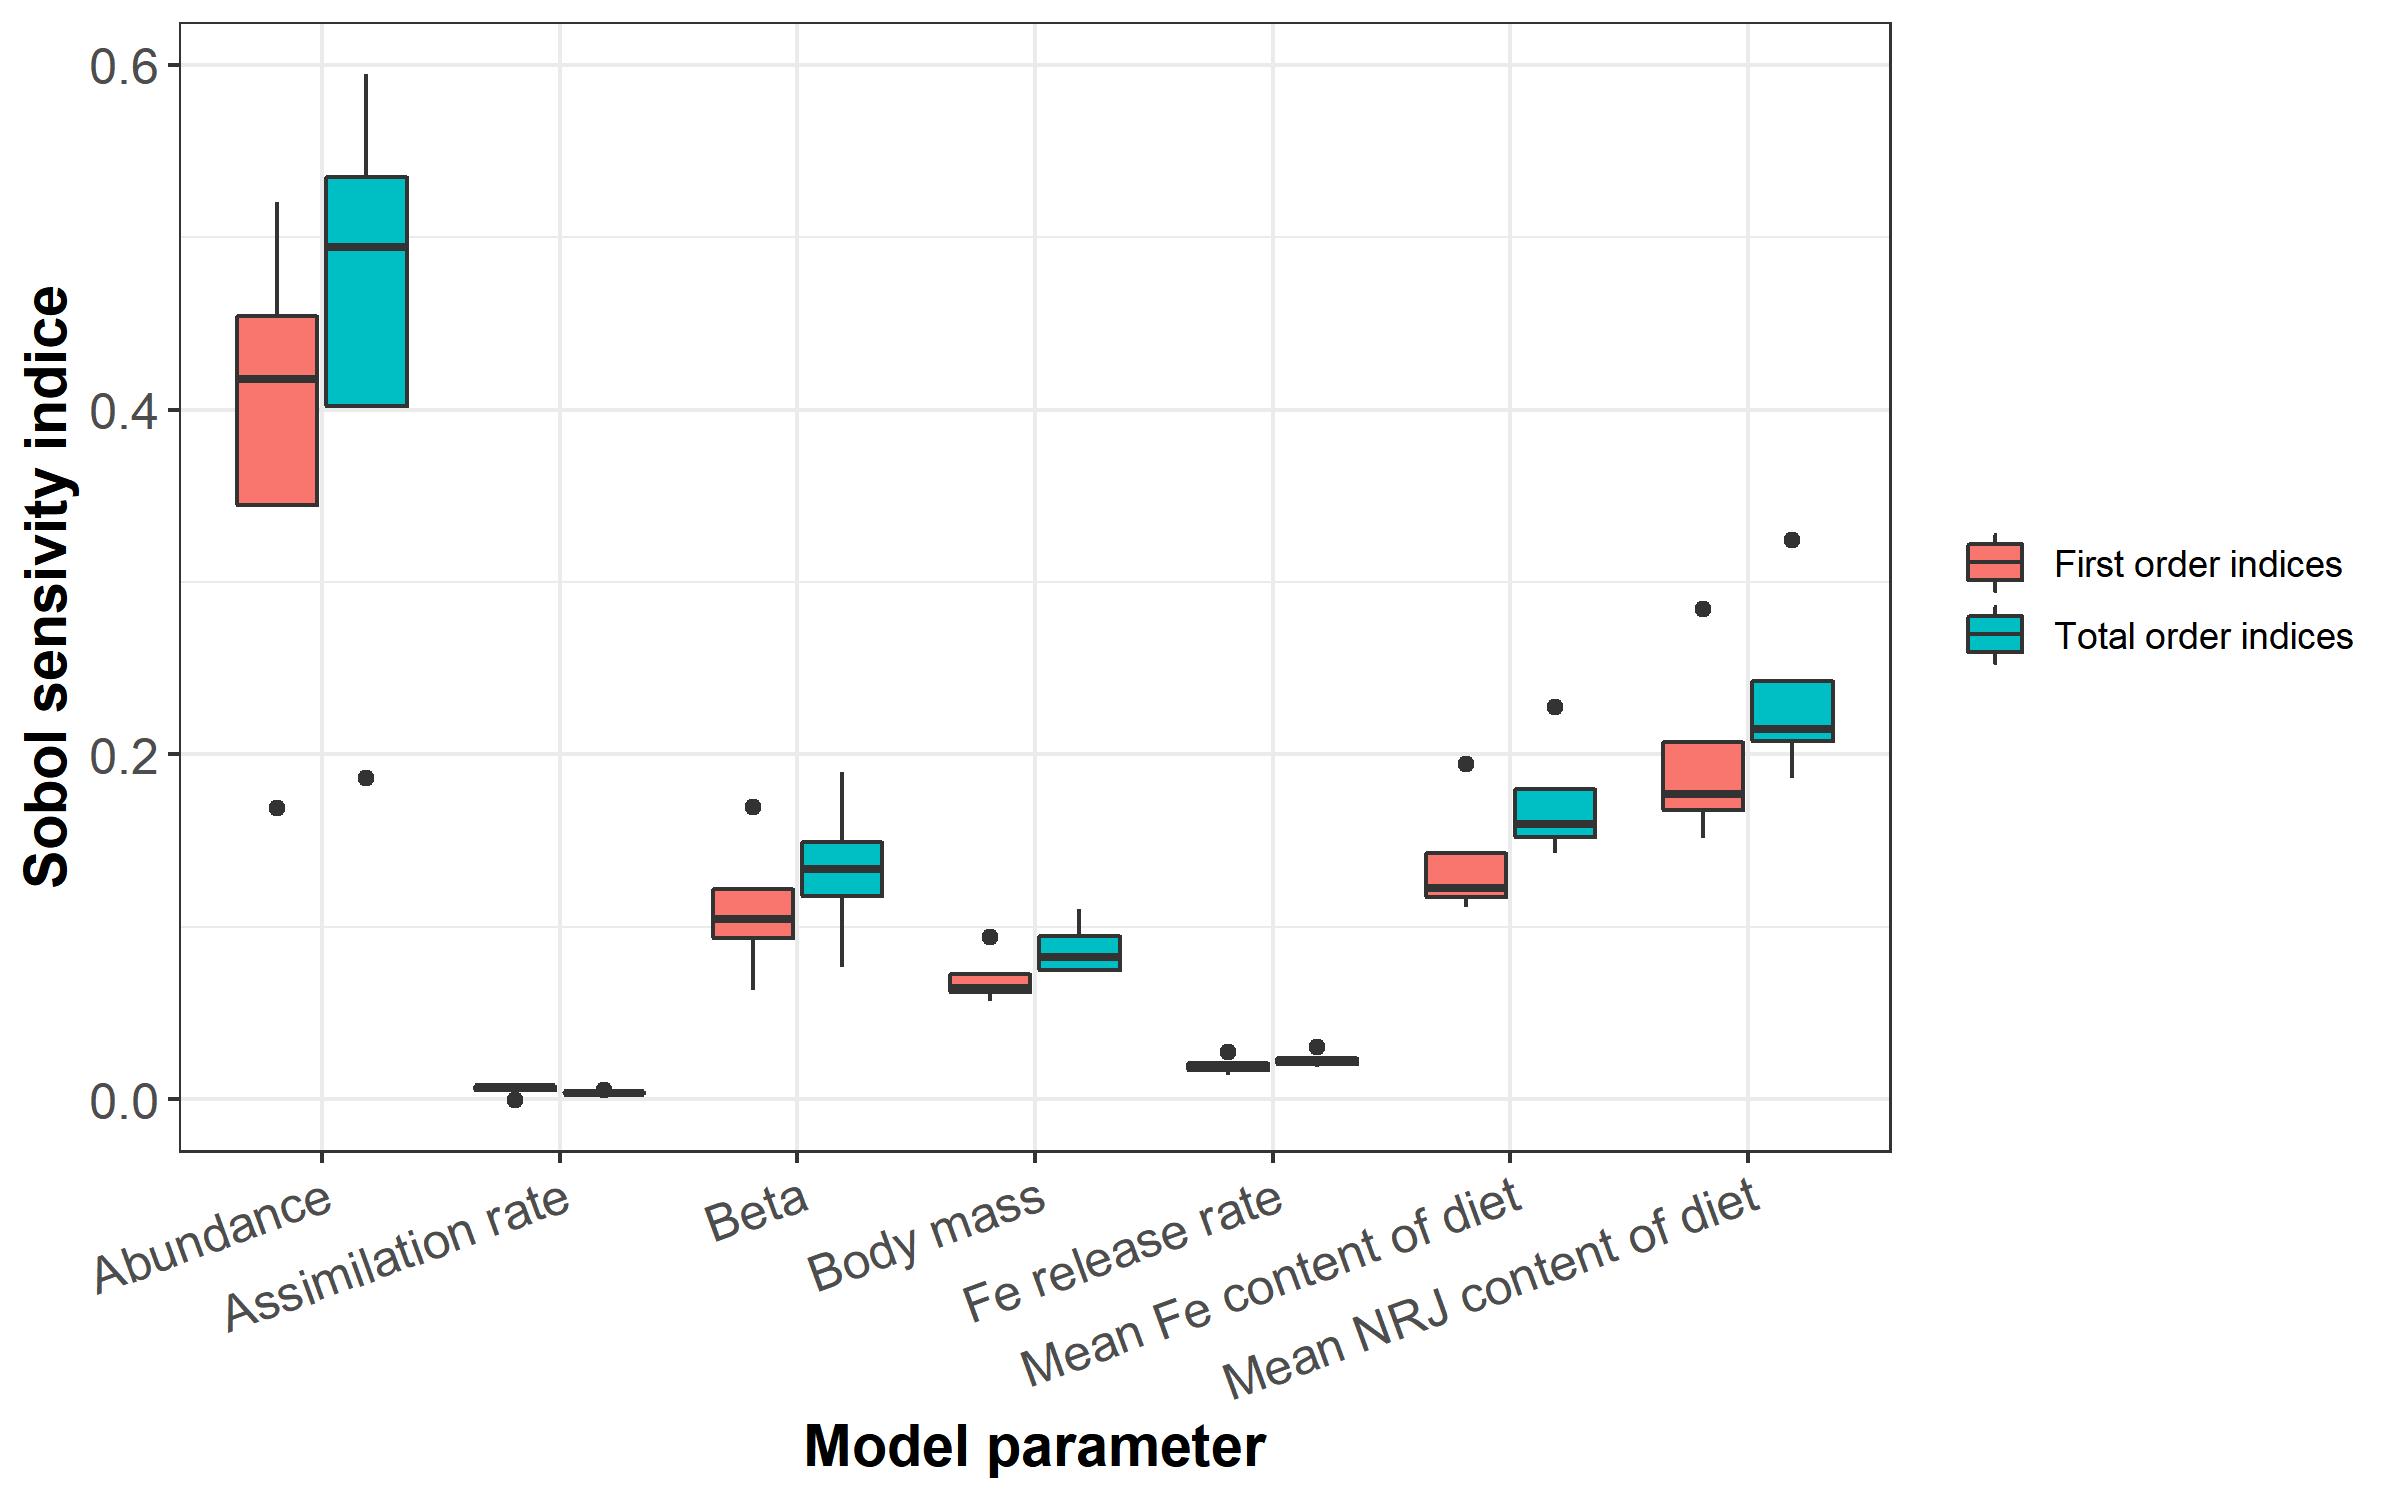 Sobol sensivity indice
0.6
0.4
0.2
0.0
Abundance
Assimilation rate
Beta
Body mass
Fe release rate
Mean Fe content of diet
Mean NRJ content of diet
Model parameter
First order indices
Total order indices